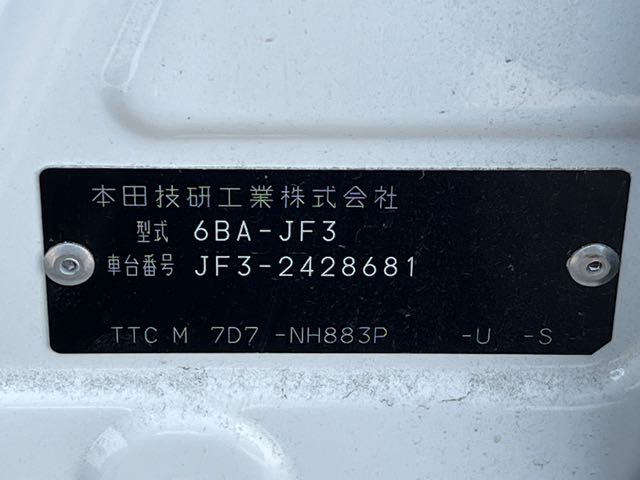 本田技研工業株式会社
型式 6BA-JF3
車台番号 JF3-2428681
TTC M 7D7 -NH883P -U -S